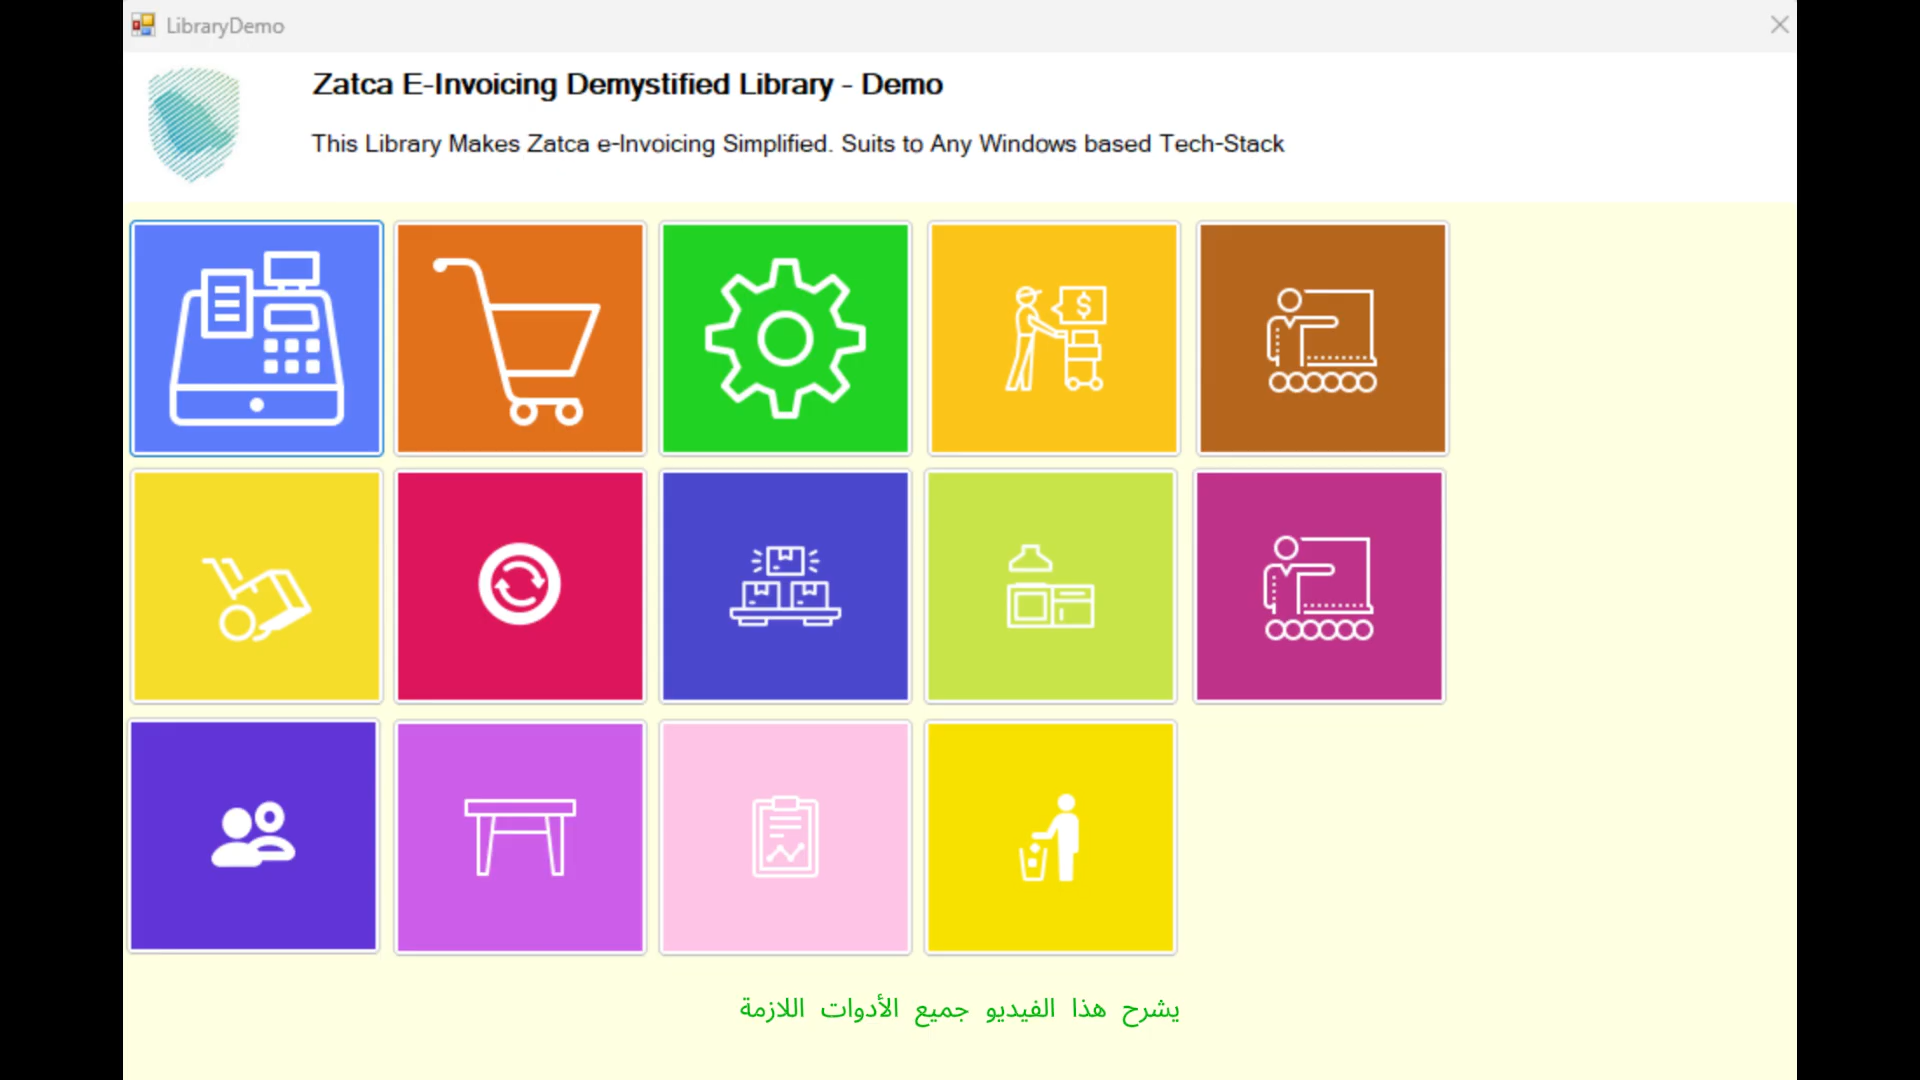 LibraryDemo
Zatca E-Invoicing Demystified Library - Demo
This Library Makes Zatca e-Invoicing Simplified. Suits to Any Windows based Tech-Stack
$
يشرح هذا الفيديو جميع الأدوات اللازمة